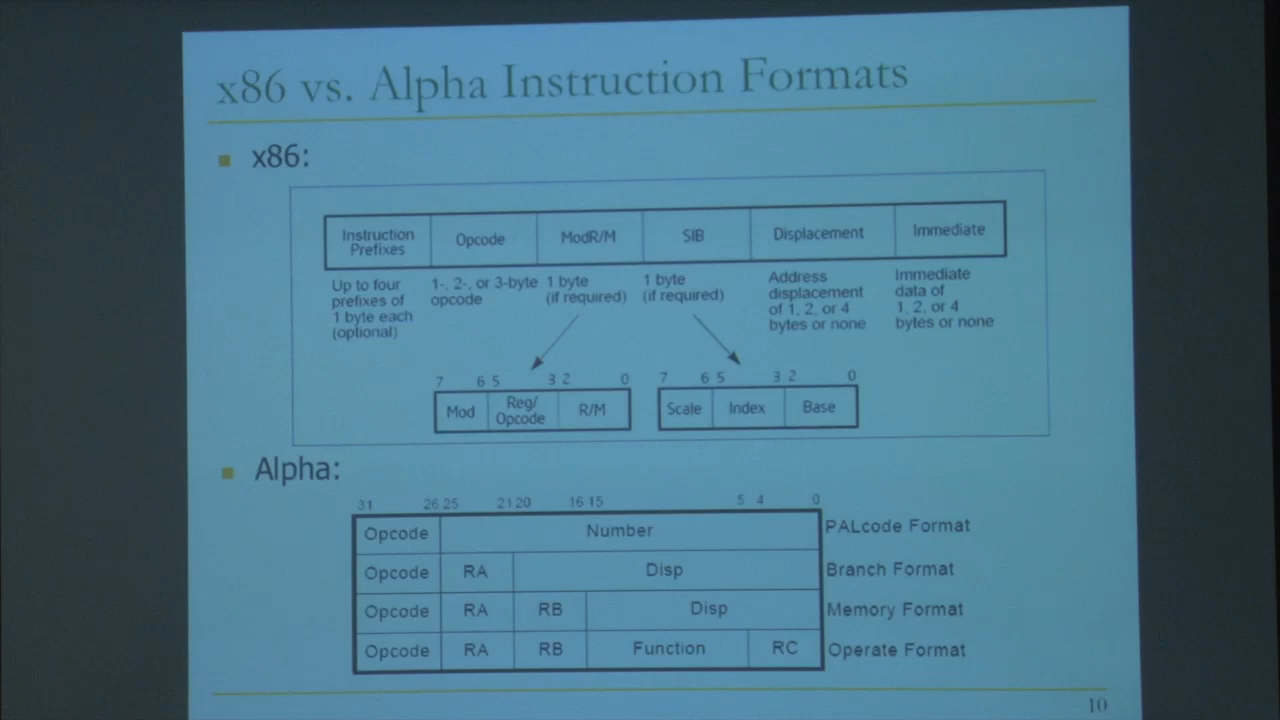 x86 vs. Alpha Instruction Formats
x86:
Instruction Prefixes Opcode ModR/M SIB Displacement Immediate
Up to four prefixes of 1 byte each (optional)
1-, 2-, or 3-byte opcode
1 byte (if required)
1 byte (if required)
Address displacement of 1, 2, or 4 bytes or none
Immediate data of 1, 2, or 4 bytes or none
7 6 5 3 2 0
Mod Reg/Opcode R/M
7 6 5 3 2 0
Scale Index Base
Alpha:
31 26 25 21 20 16 15 5 4 0
Opcode Number PALcode Format
Opcode RA Disp Branch Format
Opcode RA RB Disp Memory Format
Opcode RA RB Function RC Operate Format
10